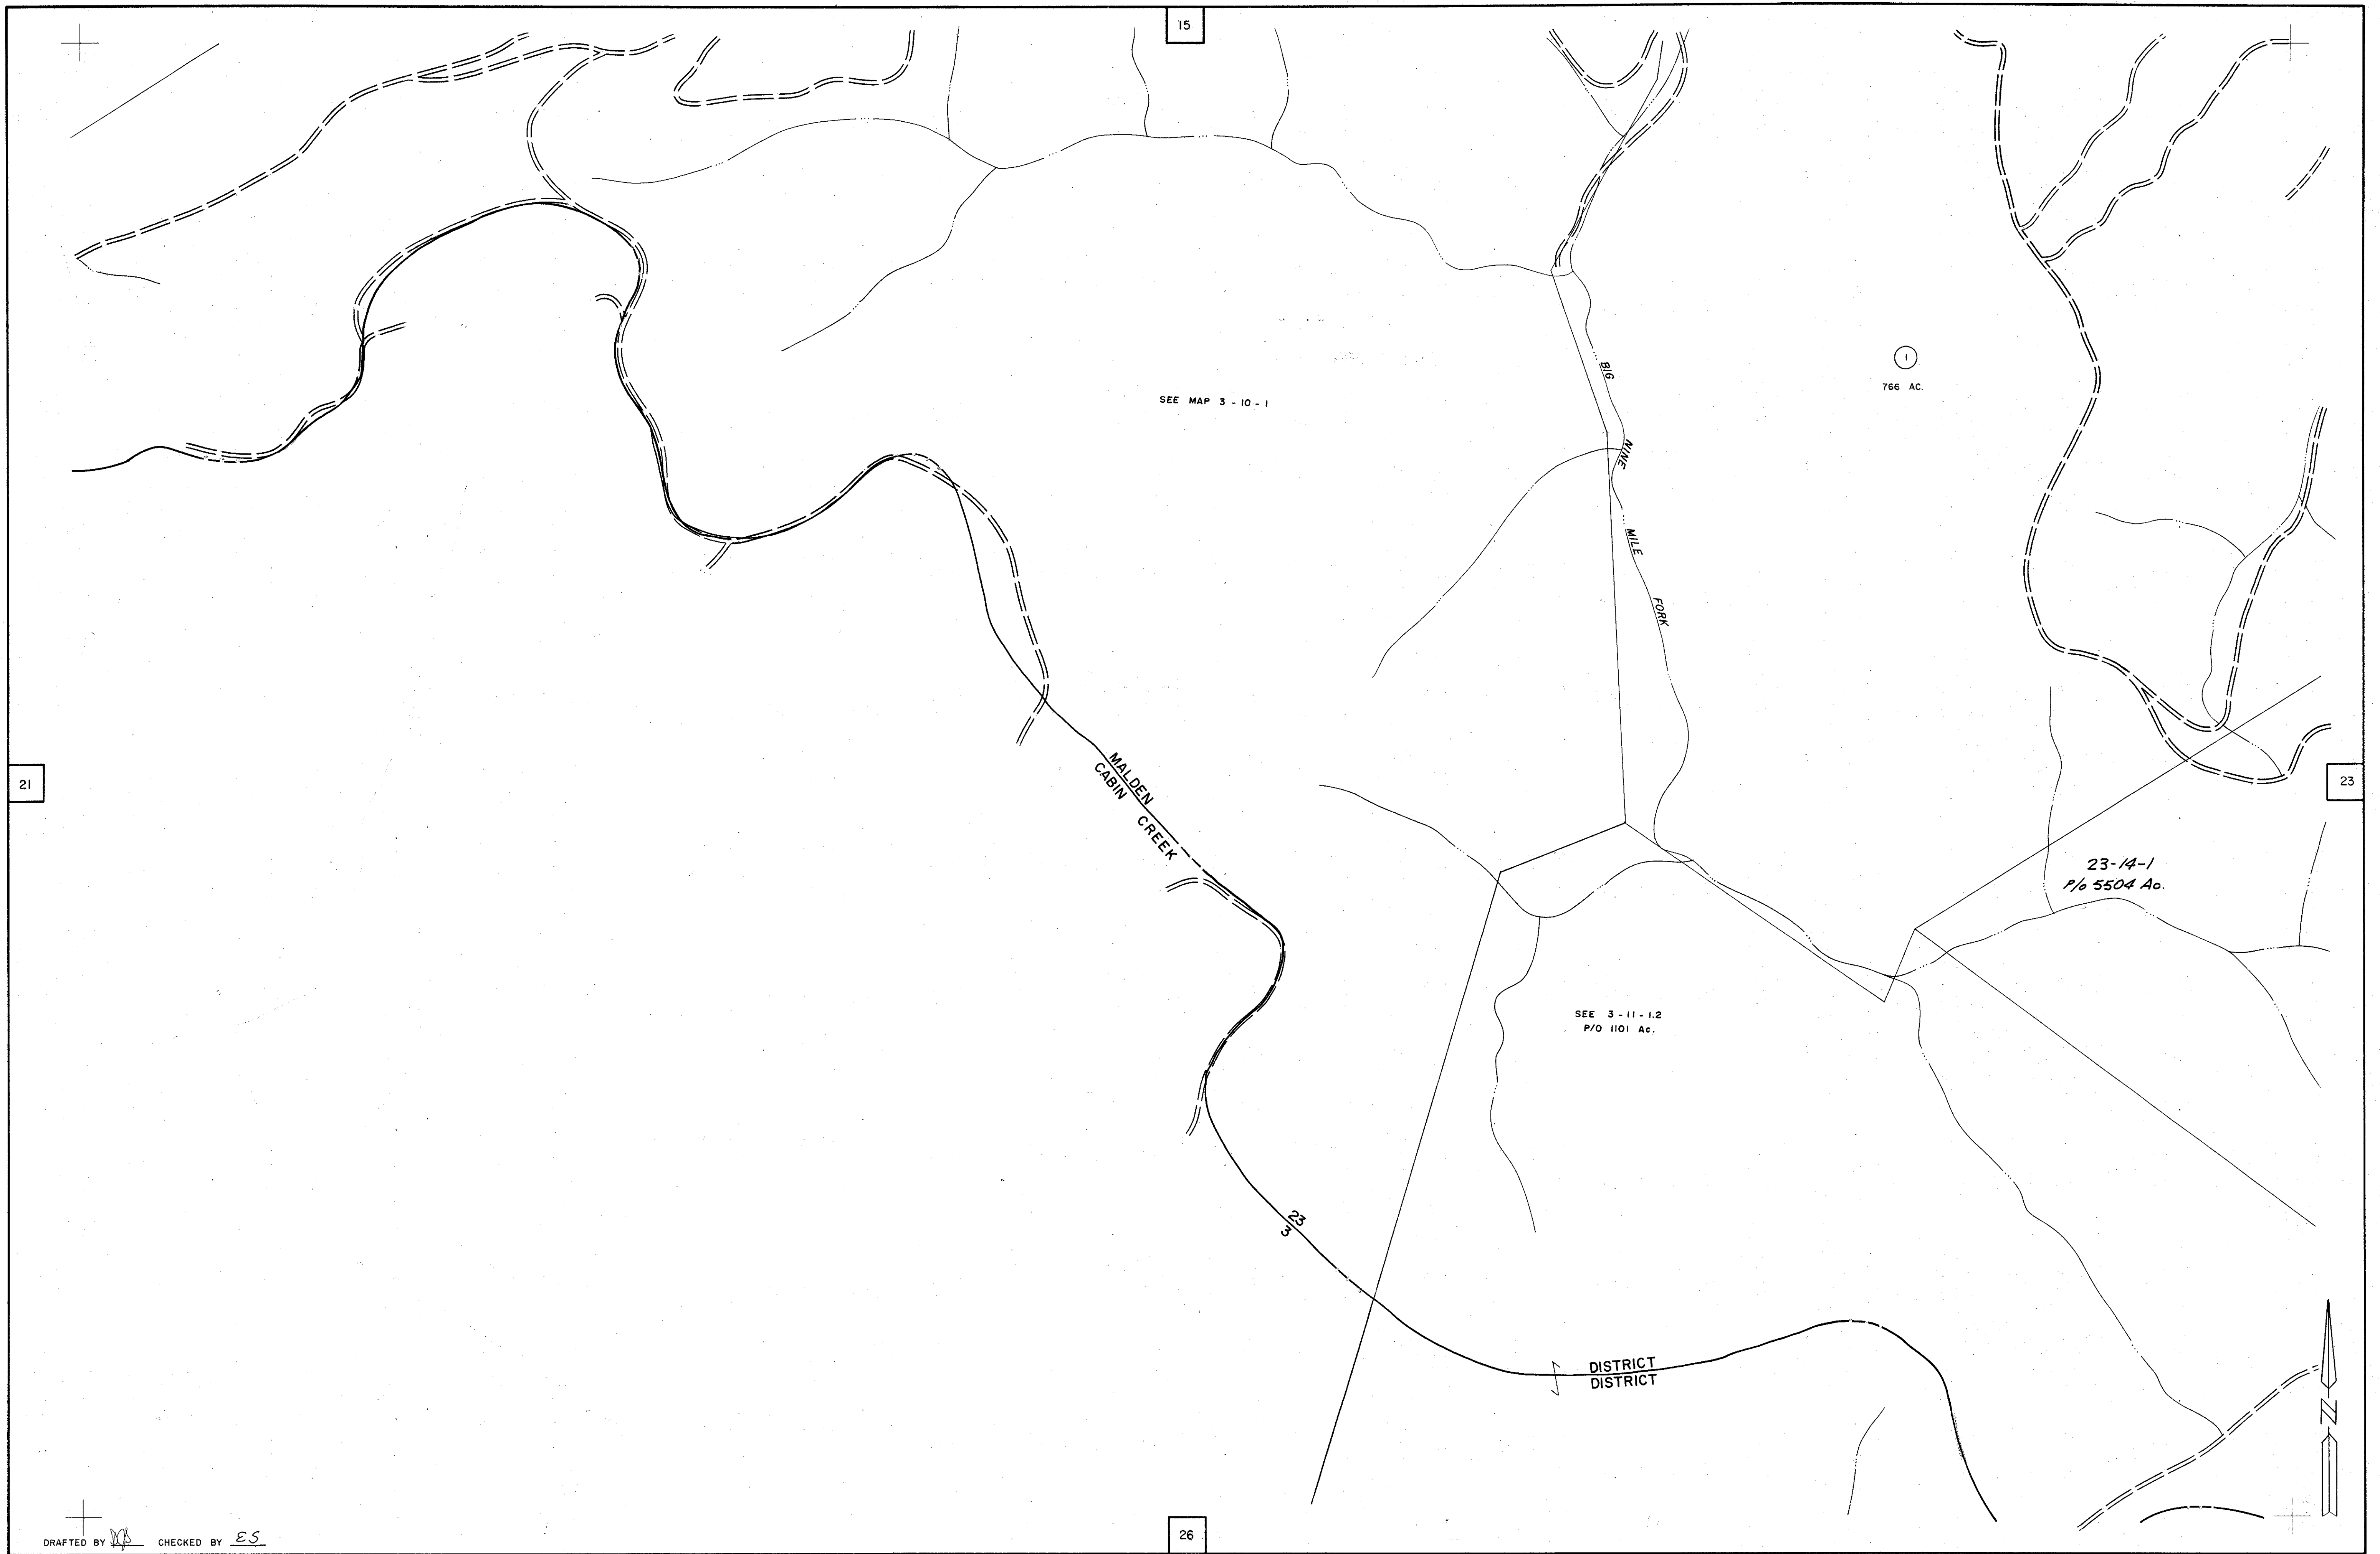 15
1
766 AC.
SEE MAP 3 - 10 - 1
BIG
NINE
MILE
FORK
21
23
MALDEN
CABIN CREEK
23-14-1
P/o 5504 Ac.
SEE 3 - 11 - 1.2
P/O 1101 Ac.
23
3
DISTRICT
DISTRICT
N
26
DRAFTED BY CHECKED BY ES